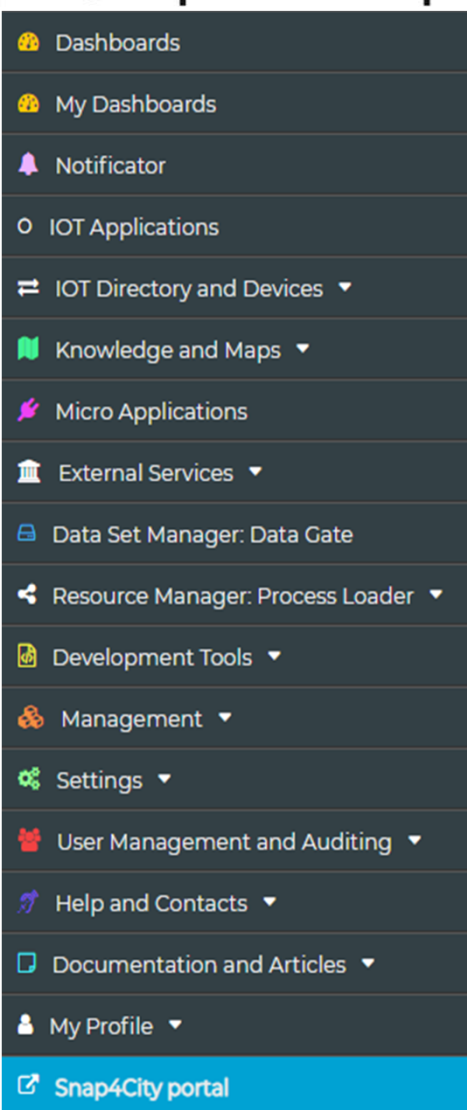 Dashboards
My Dashboards
Notificator
IOT Applications
IOT Directory and Devices
Knowledge and Maps
Micro Applications
External Services
Data Set Manager: Data Gate
Resource Manager: Process Loader
Development Tools
Management
Settings
User Management and Auditing
Help and Contacts
Documentation and Articles
My Profile
Snap4City portal